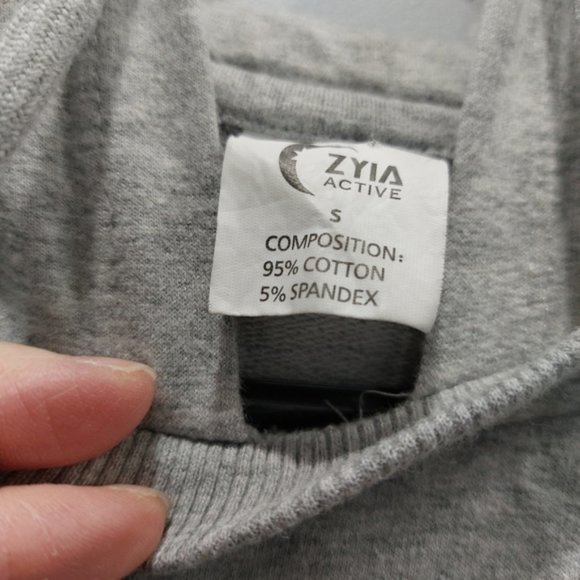 ZYIA
ACTIVE
S
COMPOSITION:
95% COTTON
5% SPANDEX